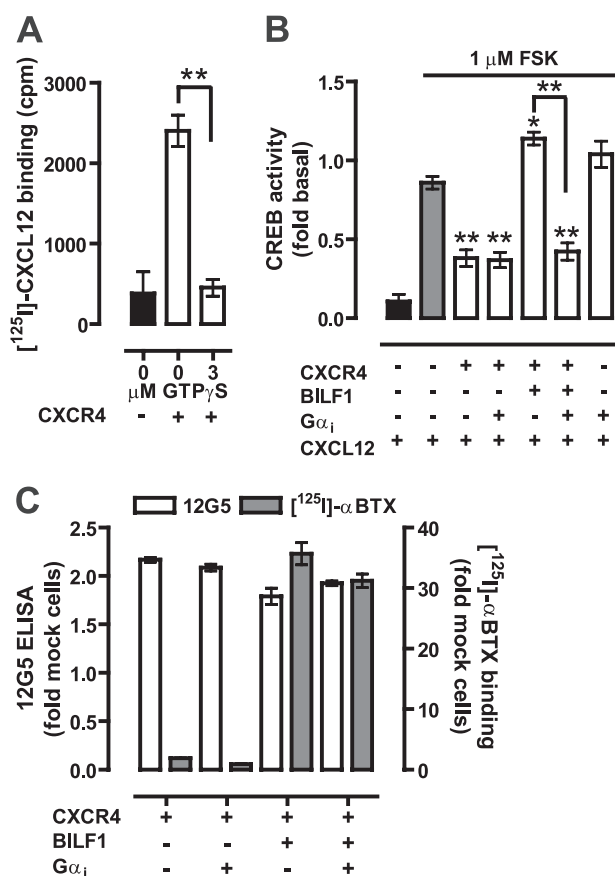 A
[125I]-CXCL12 binding (cpm)
3000
2000
1000
0
**
0 0 3
μM GTPγS
CXCR4 - + +
B
1 μM FSK
CREB activity
(fold basal)
1.5
1.0
0.5
0.0
** ** * ** **
CXCR4 - - + + + + -
BILF1 - - - - + + -
Gαi - - - + - + +
CXCL12 + + + + + + +
C
12G5 [125I]-αBTX
12G5 ELISA
(fold mock cells)
2.5
2.0
1.5
1.0
0.5
0.0
[125I]-αBTX binding
(fold mock cells)
40
30
20
10
0
CXCR4 + + + +
BILF1 - - + +
Gαi - + - +